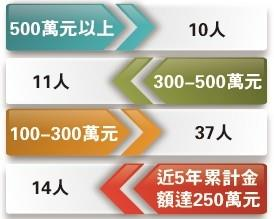 500萬元以上 10人
11人 300-500萬元
100-300萬元 37人
14人 近5年累計金
額達250萬元